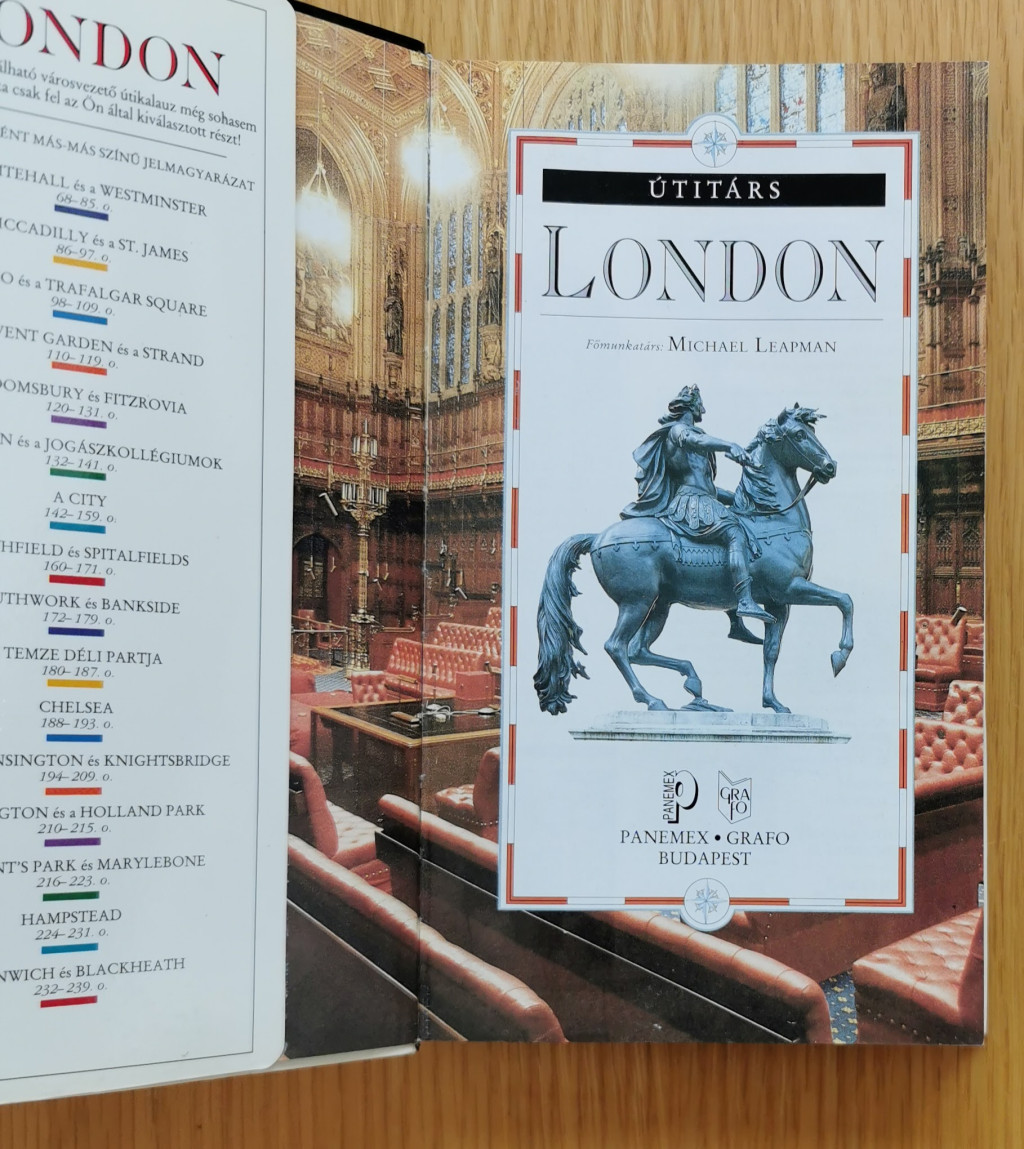 ONDON
álható városvezető útikalauz még sohasem
a csak fel az Ön által kiválasztott részt!
ÉNT MÁS-MÁS SZÍNŰ JELMAGYARÁZAT
ITEHALL és a WESTMINSTER
68–85. o.
ICCADILLY és a ST. JAMES
86–97. o.
O és a TRAFALGAR SQUARE
98–109. o.
VENT GARDEN és a STRAND
110–119. o.
OOMSBURY és FITZROVIA
120–131. o.
N és a JOGÁSZKOLLÉGIUMOK
132–141. o.
A CITY
142–159. o.
THFIELD és SPITALFIELDS
160–171. o.
UTHWORK és BANKSIDE
172–179. o.
TEMZE DÉLI PARTJA
180–187. o.
CHELSEA
188–193. o.
NSINGTON és KNIGHTSBRIDGE
194–209. o.
GTON és a HOLLAND PARK
210–215. o.
NT'S PARK és MARYLEBONE
216–223. o.
HAMPSTEAD
224–231. o.
NWICH és BLACKHEATH
232–239. o.
ÚTITÁRS
LONDON
Főmunkatárs: MICHAEL LEAPMAN
PANEMEX
GRAFO
PANEMEX • GRAFO
BUDAPEST